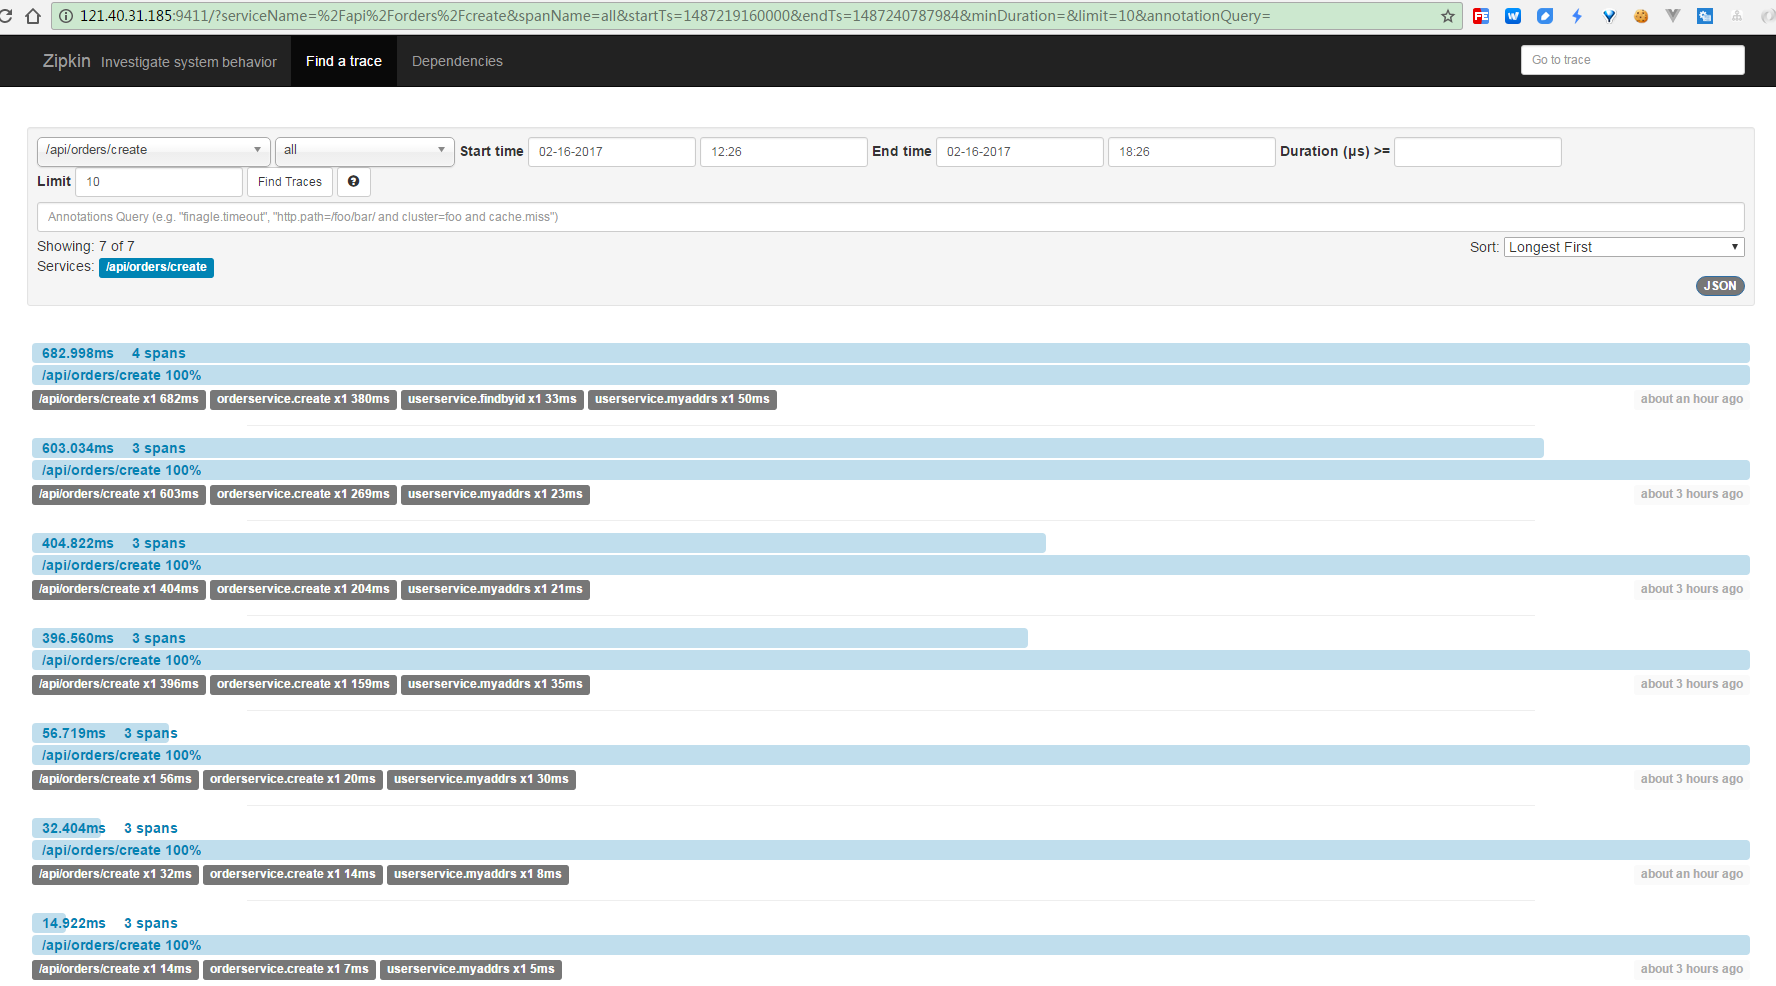 121.40.31.185:9411/?serviceName=%2Fapi%2Forders%2Fcreate&spanName=all&startTs=1487219160000&endTs=1487240787984&minDuration=&limit=10&annotationQuery=
Zipkin Investigate system behavior Find a trace Dependencies Go to trace
/api/orders/create all Start time 02-16-2017 12:26 End time 02-16-2017 18:26 Duration (μs) >=
Limit 10 Find Traces ?
Annotations Query (e.g. "finagle.timeout", "http.path=/foo/bar/ and cluster=foo and cache.miss")
Showing: 7 of 7 Sort: Longest First
Services: /api/orders/create
JSON
682.998ms 4 spans
/api/orders/create 100%
/api/orders/create x1 682ms orderservice.create x1 380ms userservice.findbyid x1 33ms userservice.myaddrs x1 50ms about an hour ago
603.034ms 3 spans
/api/orders/create 100%
/api/orders/create x1 603ms orderservice.create x1 269ms userservice.myaddrs x1 23ms about 3 hours ago
404.822ms 3 spans
/api/orders/create 100%
/api/orders/create x1 404ms orderservice.create x1 204ms userservice.myaddrs x1 21ms about 3 hours ago
396.560ms 3 spans
/api/orders/create 100%
/api/orders/create x1 396ms orderservice.create x1 159ms userservice.myaddrs x1 35ms about 3 hours ago
56.719ms 3 spans
/api/orders/create 100%
/api/orders/create x1 56ms orderservice.create x1 20ms userservice.myaddrs x1 30ms about 3 hours ago
32.404ms 3 spans
/api/orders/create 100%
/api/orders/create x1 32ms orderservice.create x1 14ms userservice.myaddrs x1 8ms about an hour ago
14.922ms 3 spans
/api/orders/create 100%
/api/orders/create x1 14ms orderservice.create x1 7ms userservice.myaddrs x1 5ms about 3 hours ago